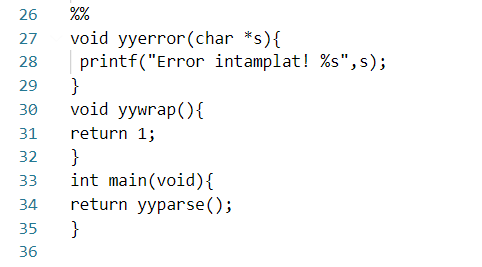 26 %%
27 void yyerror(char *s){
28 printf("Error intamplat! %s",s);
29 }
30 void yywrap(){
31 return 1;
32 }
33 int main(void){
34 return yyparse();
35 }
36